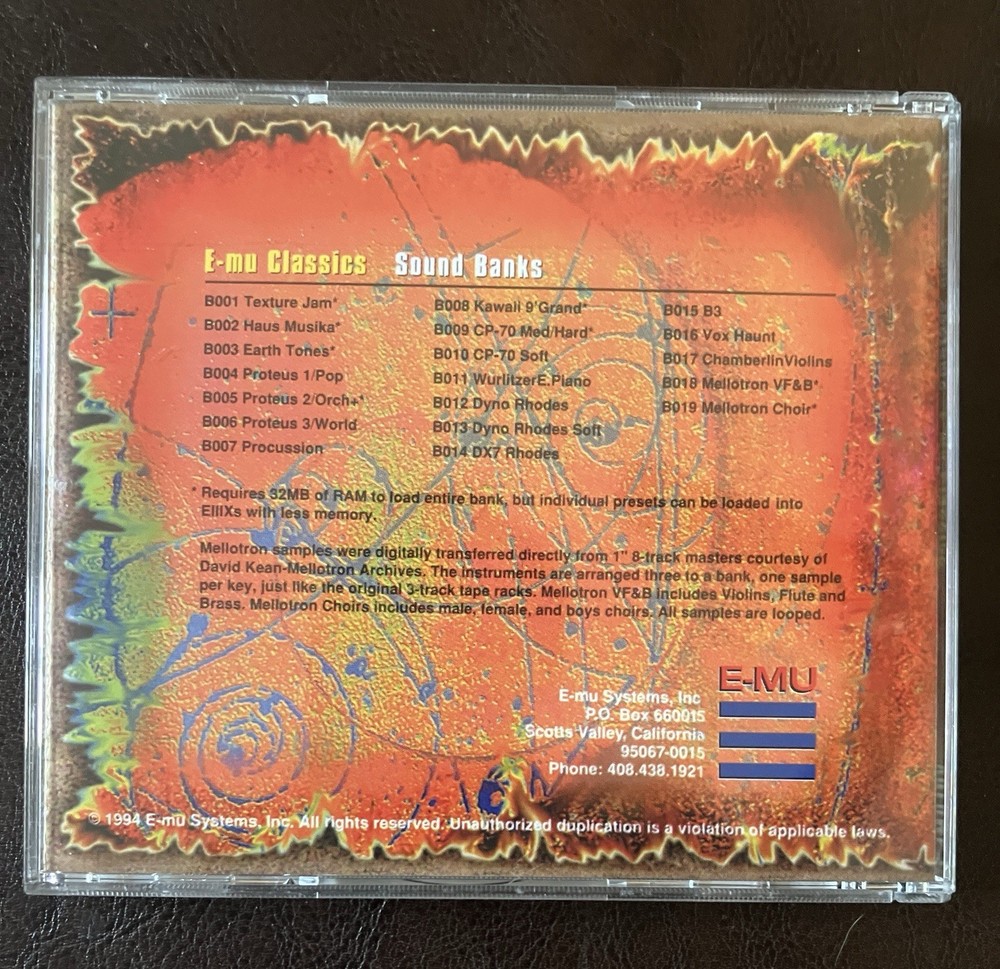 E-mu Classics Sound Banks
B001 Texture Jam*
B002 Haus Musika*
B003 Earth Tones*
B004 Proteus 1/Pop
B005 Proteus 2/Orch+*
B006 Proteus 3/World
B007 Procussion
B008 Kawaii 9'Grand*
B009 CP-70 Med/Hard*
B010 CP-70 Soft
B011 WurlitzerE.Piano
B012 Dyno Rhodes
B013 Dyno Rhodes Soft
B014 DX7 Rhodes
B015 B3
B016 Vox Haunt
B017 ChamberlinViolins
B018 Mellotron VF&B*
B019 Mellotron Choir*
* Requires 32MB of RAM to load entire bank, but individual presets can be loaded into
EIIIXs with less memory.
Mellotron samples were digitally transferred directly from 1" 8-track masters courtesy of
David Kean-Mellotron Archives. The instruments are arranged three to a bank, one sample
per key, just like the original 3-track tape racks. Mellotron VF&B includes Violins, Flute and
Brass. Mellotron Choirs includes male, female, and boys choirs. All samples are looped.
E-mu Systems, Inc
P.O. Box 660015
Scotts Valley, California
95067-0015
Phone: 408.438.1921
E-MU
© 1994 E-mu Systems, Inc. All rights reserved. Unauthorized duplication is a violation of applicable laws.